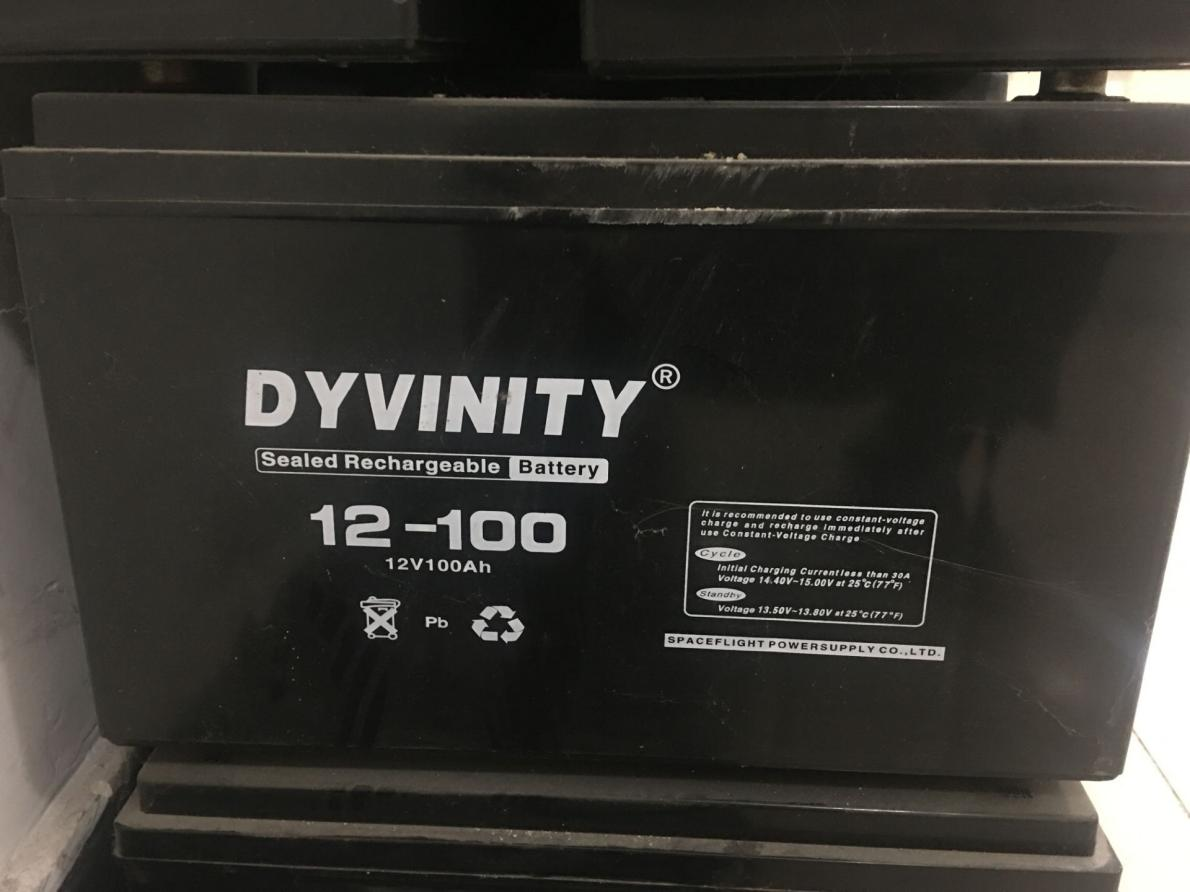 DYVINITY®
Sealed Rechargeable Battery
12-100
12V100Ah
Pb
It is recommended to use constant-voltage
charge and recharge immediately after
use Constant-Voltage Charge
Cycle
Initial Charging Currentless than 30A
Voltage 14.40V~15.00V at 25°C(77°F)
Standby
Voltage 13.50V~13.80V at 25°C(77°F)
SPACEFLIGHT POWERSUPPLY CO.,LTD.